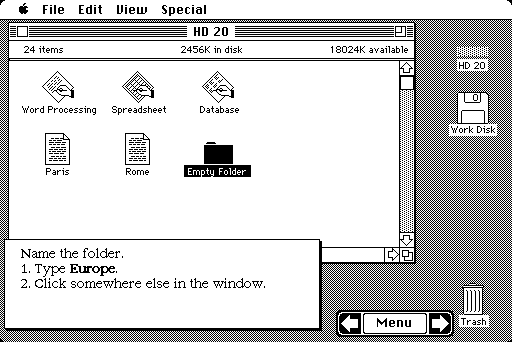 File Edit View Special
HD 20
24 items 2456K in disk 18024K available
HD 20
Word Processing Spreadsheet Database
Work Disk
Paris Rome Empty Folder
Name the folder.
1. Type Europe.
2. Click somewhere else in the window.
Menu
Trash